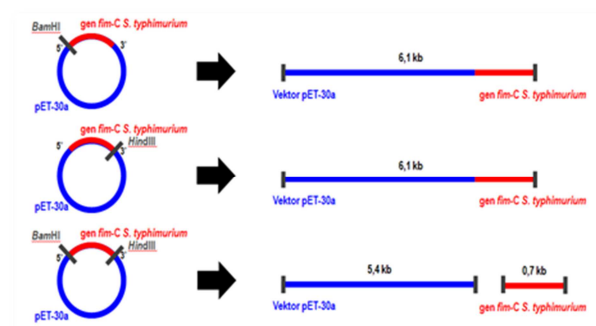 gen fim-C S. typhimurium
BamHI
5'
3'
pET-30a
6,1 kb
Vektor pET-30a
gen fim-C S. typhimurium
gen fim-C S. typhimurium
5'
3'
HindIII
pET-30a
6,1 kb
Vektor pET-30a
gen fim-C S. typhimurium
gen fim-C S. typhimurium
BamHI
HindIII
5'
3'
pET-30a
5,4 kb
0,7 kb
Vektor pET-30a
gen fim-C S. typhimurium